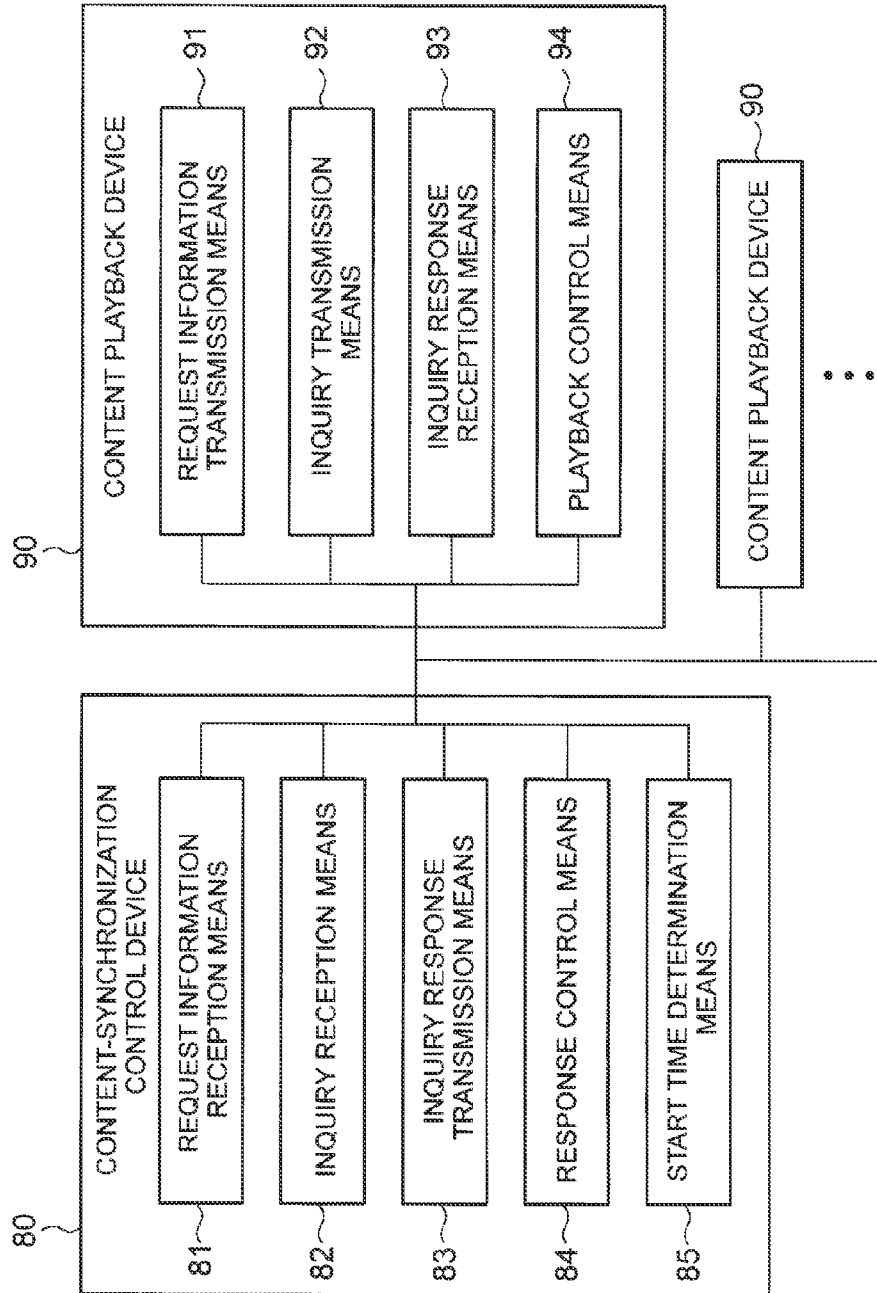 80
CONTENT-SYNCHRONIZATION
CONTROL DEVICE
81
REQUEST INFORMATION
RECEPTION MEANS
82
INQUIRY RECEPTION MEANS
83
INQUIRY RESPONSE
TRANSMISSION MEANS
84
RESPONSE CONTROL MEANS
85
START TIME DETERMINATION
MEANS
90
CONTENT PLAYBACK DEVICE
REQUEST INFORMATION
TRANSMISSION MEANS
91
INQUIRY TRANSMISSION
MEANS
92
INQUIRY RESPONSE
RECEPTION MEANS
93
PLAYBACK CONTROL MEANS
94
CONTENT PLAYBACK DEVICE
90